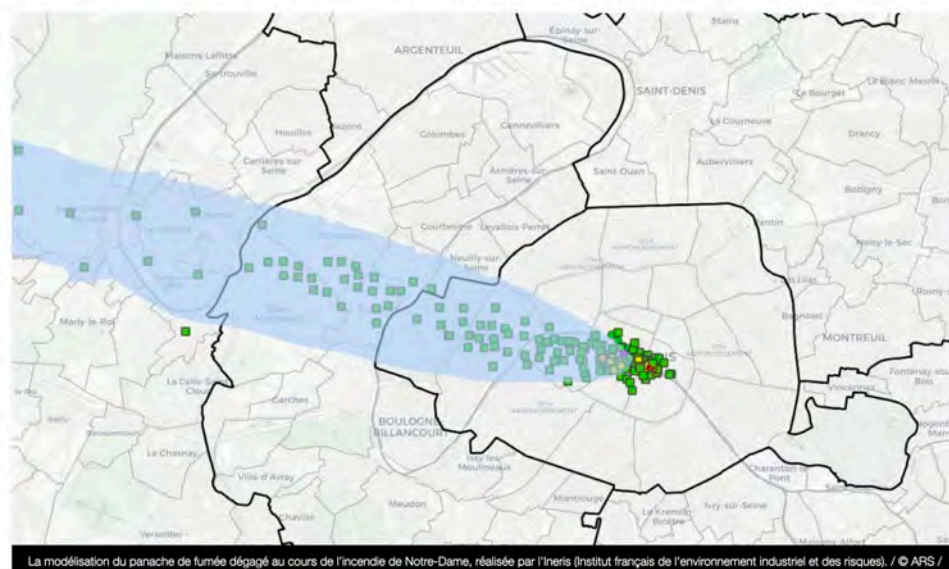 Stains
Épinay-sur-
Seine
ARGENTEUIL
Maisons-Laffitte
Sartrouville
SAINT-DENIS
Le Blanc Mesnil
Le Bourget
La Courneuve
Drancy
Houilles
Bezons
Colombes
Gennevilliers
Carrières-sur-
Seine
Asnières-sur-
Seine
Saint-Ouen
Aubervilliers
Bobigny
Courbevoie
Levallois-Perret
Pantin
Noisy-le-Sec
Neuilly-sur-
Seine
Les Lilas
Bagnolet
Rosny-
MONTREUIL
Marly-le-Roi
Vincennes
Fontenay-sous-
Bois
La Celle-Saint-
Cloud
Garches
BOULOGNE
BILLANCOURT
ARRONDISSEMENT
Issy-les-
Moulineaux
Le Chesnay
Ville-d'Avray
Charenton-le-
Pont
Chaville
Meudon
Montrouge
Ivry-sur-Seine
Le Kremlin
Bicêtre
Versailles
Maisons-Alfort
La modélisation du panache de fumée dégagé au cours de l'incendie de Notre-Dame, réalisée par l'Ineris (Institut français de l'environnement industriel et des risques). / © ARS /